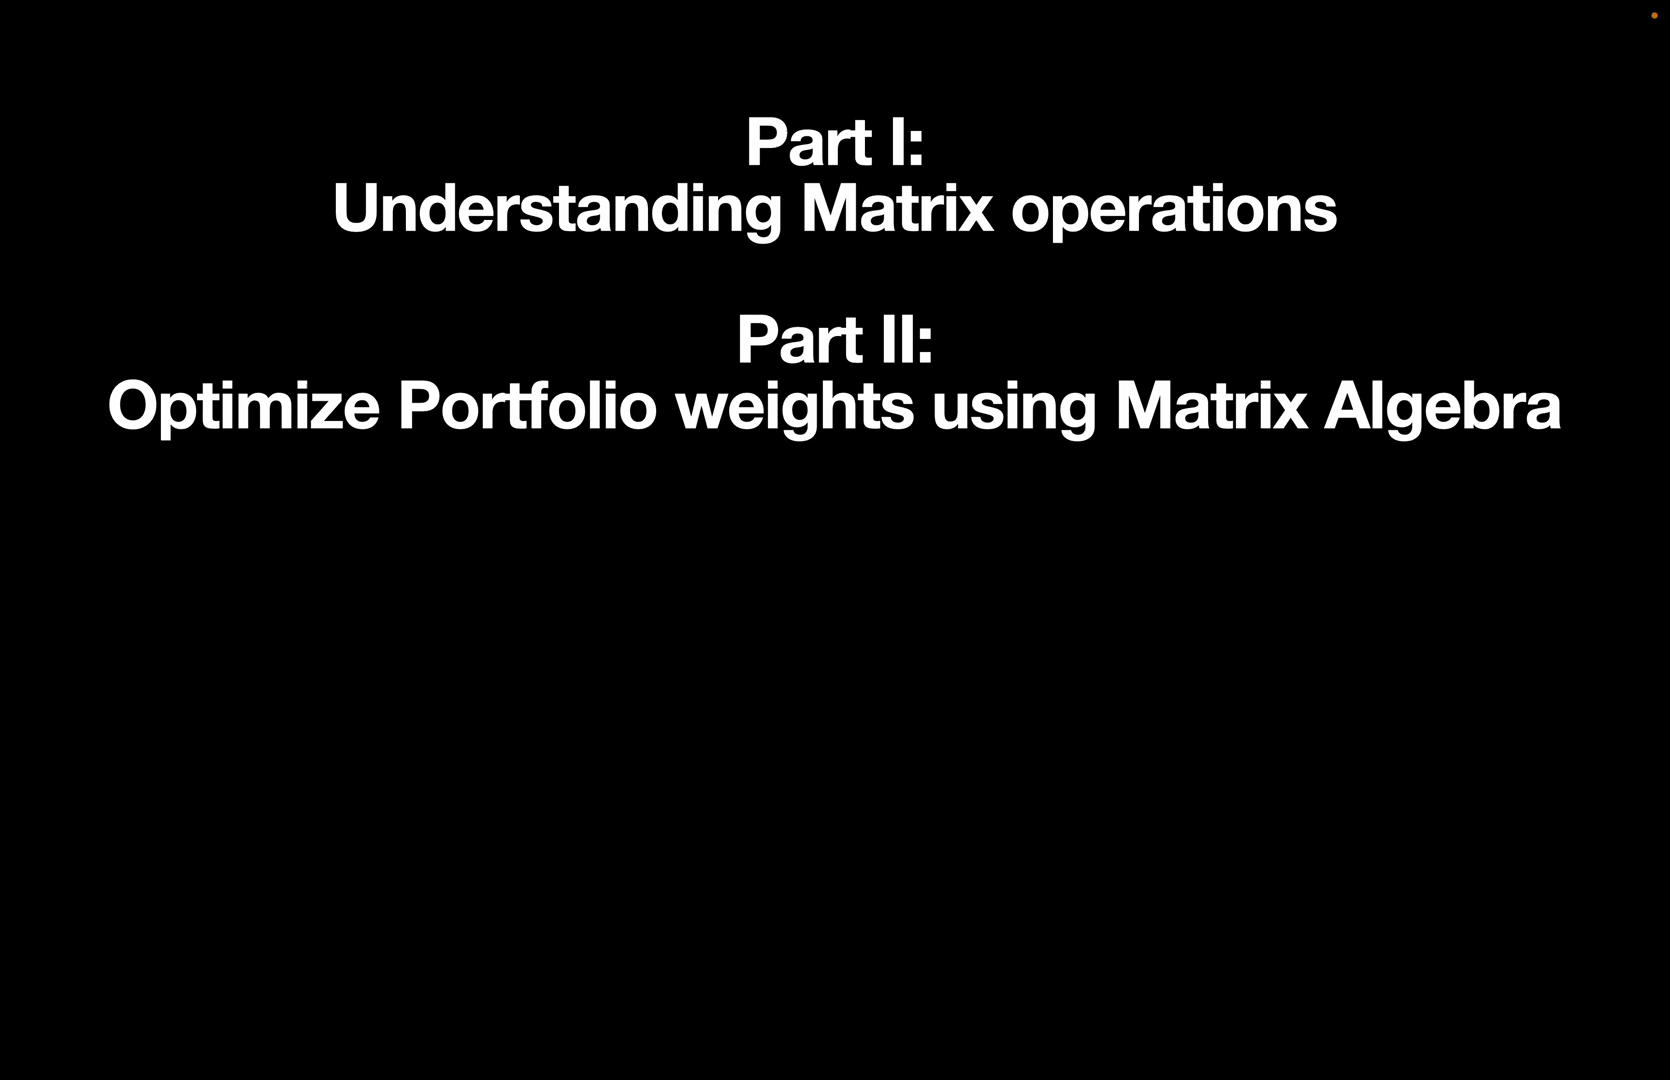 Part I:
Understanding Matrix operations
Part II:
Optimize Portfolio weights using Matrix Algebra